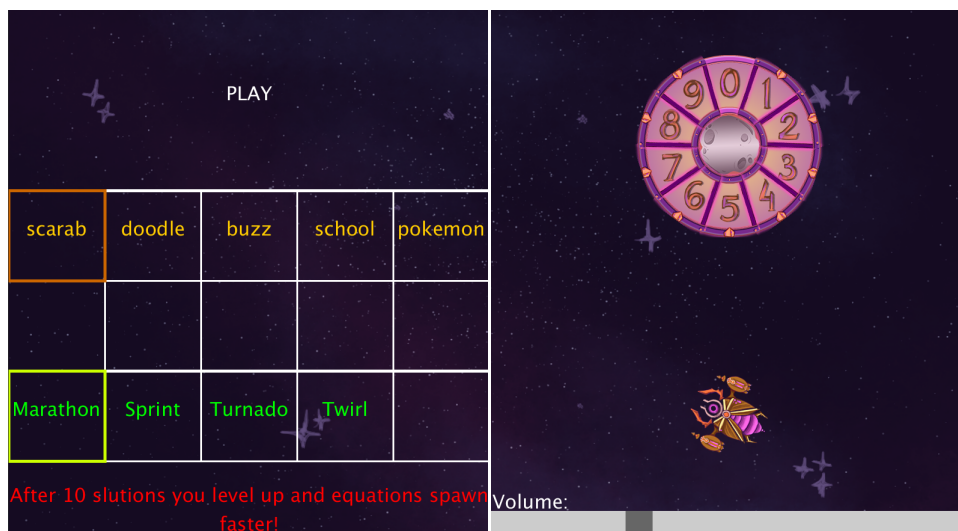 PLAY
scarab doodle buzz school pokemon
Marathon Sprint Turnado Twirl
After 10 slutions you level up and equations spawn
faster!
0
1
2
3
4
5
6
7
8
9
Volume: